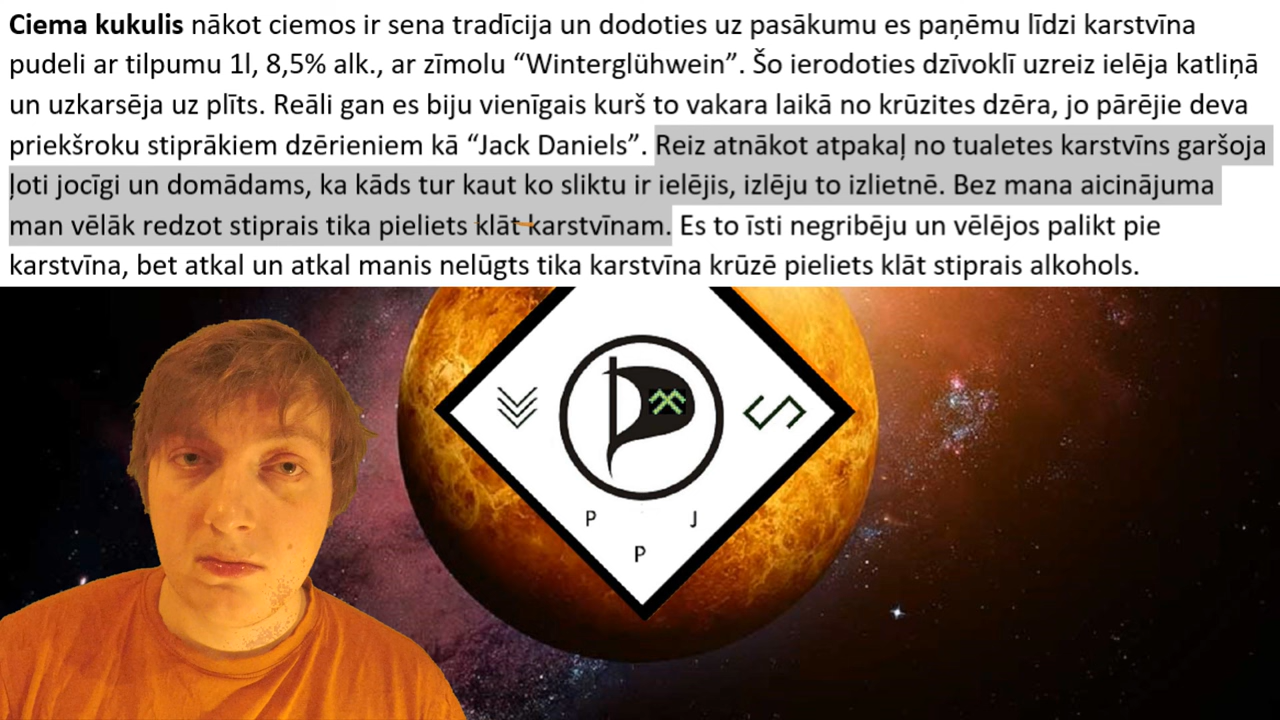 Ciema kukulis nākot ciemos ir sena tradīcija un dodoties uz pasākumu es paņēmu līdzi karstvīna
pudeli ar tilpumu 1l, 8,5% alk., ar zīmolu “Winterglühwein”. Šo ierodoties dzīvoklī uzreiz ielēja katliņā
un uzkarsēja uz plīts. Reāli gan es biju vienīgais kurš to vakara laikā no krūzites dzēra, jo pārējie deva
priekšroku stiprākiem dzērieniem kā “Jack Daniels”. Reiz atnākot atpakaļ no tualetes karstvīns garšoja
ļoti jocīgi un domādams, ka kāds tur kaut ko sliktu ir ielējis, izlēju to izlietnē. Bez mana aicinājuma
man vēlāk redzot stiprais tika pieliets klāt karstvīnam. Es to īsti negribēju un vēlējos palikt pie
karstvīna, bet atkal un atkal manis nelūgts tika karstvīna krūzē pieliets klāt stiprais alkohols.
P J
P